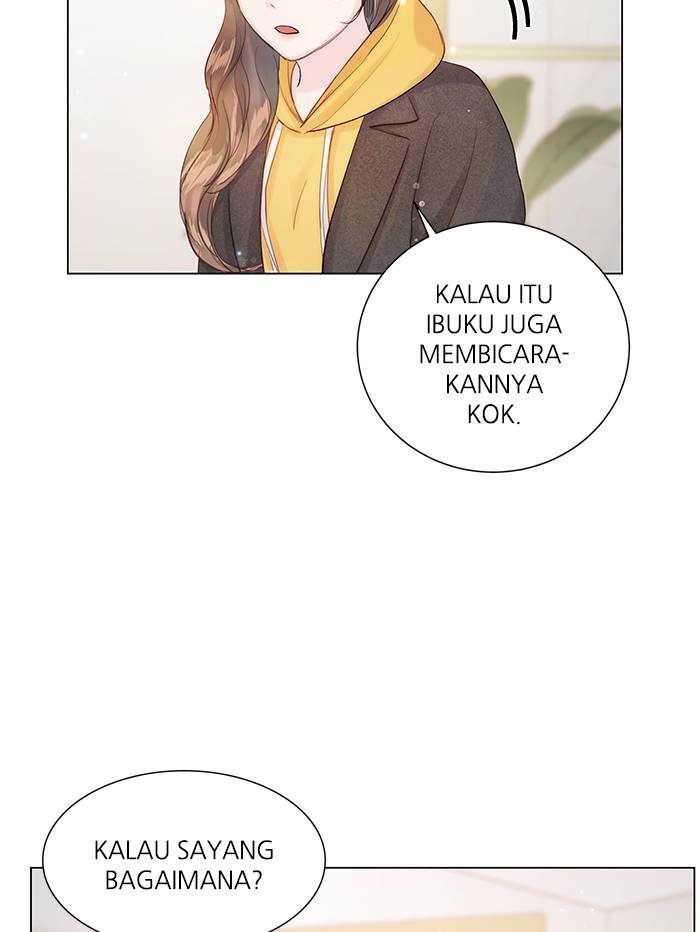 KALAU ITU
IBUKU JUGA
MEMBICARA-
KANNYA
KOK.
KALAU SAYANG
BAGAIMANA?